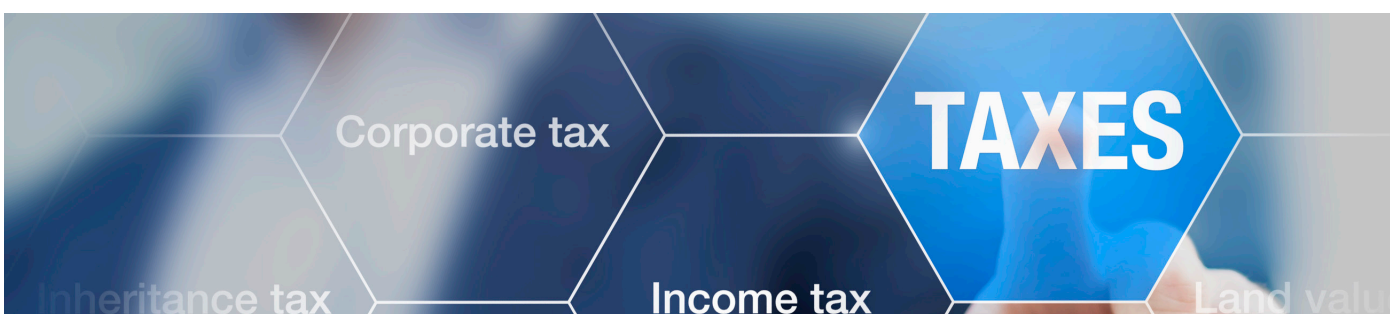 Corporate tax
TAXES
Inheritance tax
Income tax
Land valu